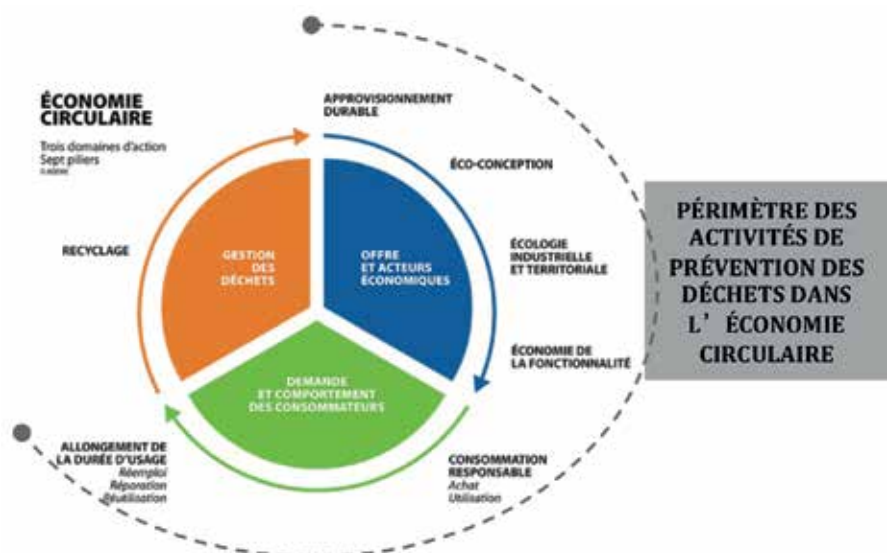 ÉCONOMIE
CIRCULAIRE
Trois domaines d'action
Sept piliers
© ADEME
APPROVISIONNEMENT
DURABLE
ÉCO-CONCEPTION
ÉCOLOGIE
INDUSTRIELLE
ET TERRITORIALE
ÉCONOMIE DE
LA FONCTIONNALITÉ
CONSOMMATION
RESPONSABLE
Achat
Utilisation
ALLONGEMENT DE
LA DURÉE D'USAGE
Réemploi
Réparation
Réutilisation
RECYCLAGE
GESTION
DES
DÉCHETS
OFFRE
ET ACTEURS
ÉCONOMIQUES
DEMANDE
ET COMPORTEMENT
DES CONSOMMATEURS
PÉRIMÈTRE DES
ACTIVITÉS DE
PRÉVENTION DES
DÉCHETS DANS
L' ÉCONOMIE
CIRCULAIRE